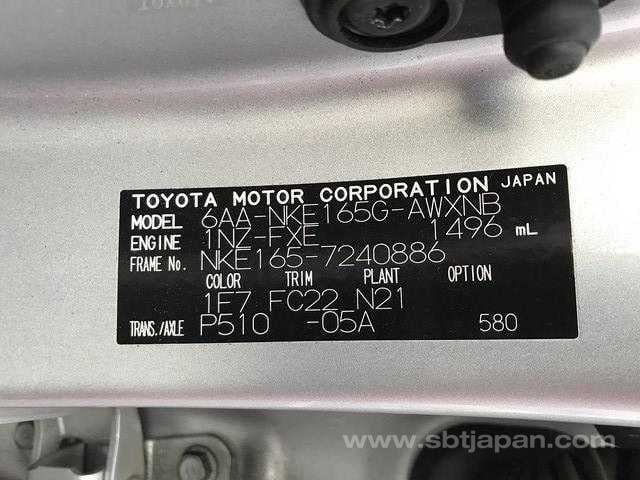 TOYOTA MOTOR CORPORATION JAPAN
MODEL 6AA-NKE165G-AWXNB
ENGINE 1NZ-FXE 1496 mL
FRAME No. NKE165-7240886
COLOR TRIM PLANT OPTION
1F7 FC22 N21
TRANS./AXLE P510 -05A 580
www.sbtjapan.com